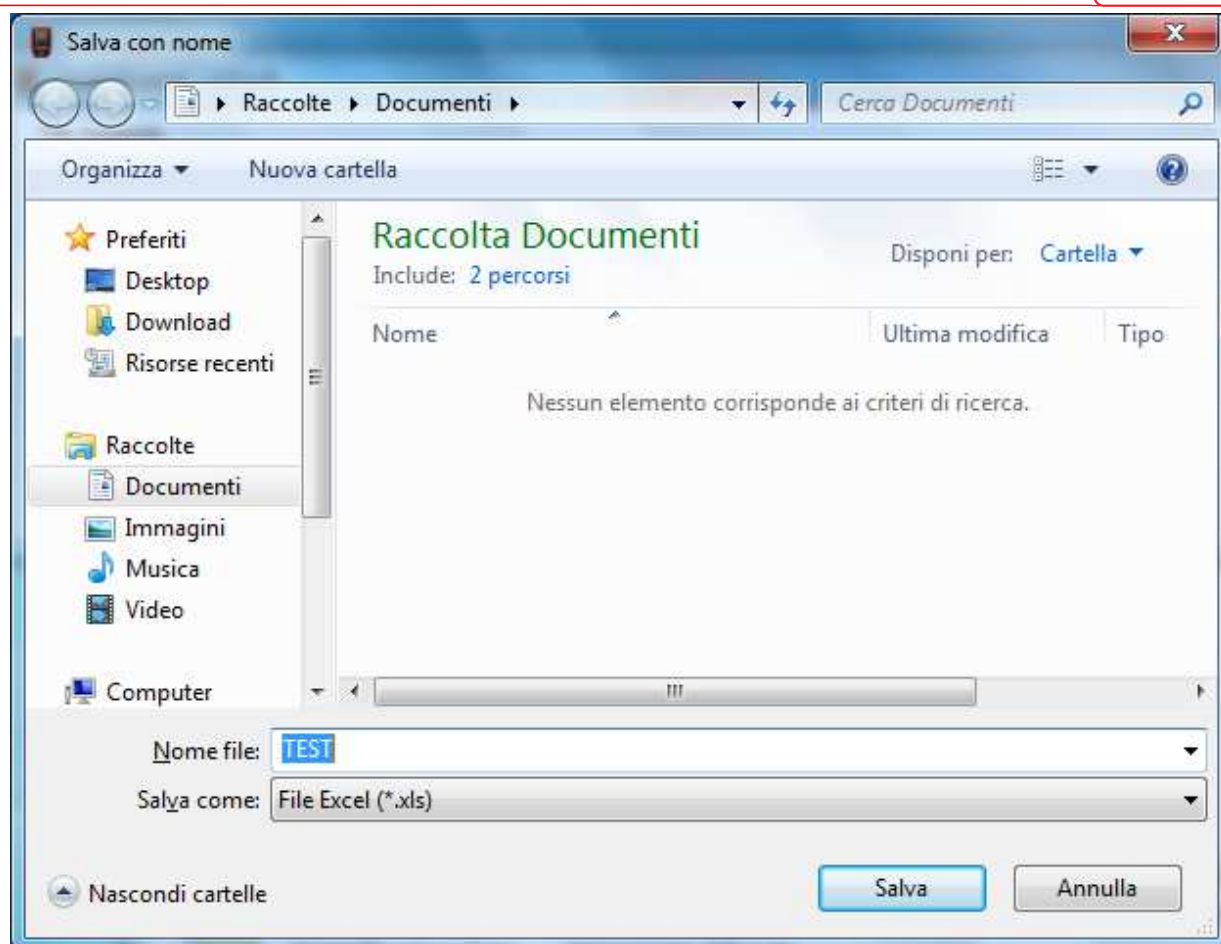 Salva con nome
Raccolte Documenti
Cerca Documenti
Organizza Nuova cartella
Preferiti
Desktop
Download
Risorse recenti
Raccolte
Documenti
Immagini
Musica
Video
Computer
Raccolta Documenti
Include: 2 percorsi
Disponi per: Cartella
Nome Ultima modifica Tipo
Nessun elemento corrisponde ai criteri di ricerca.
Nome file: TEST
Salva come: File Excel (*.xls)
Nascondi cartelle
Salva Annulla